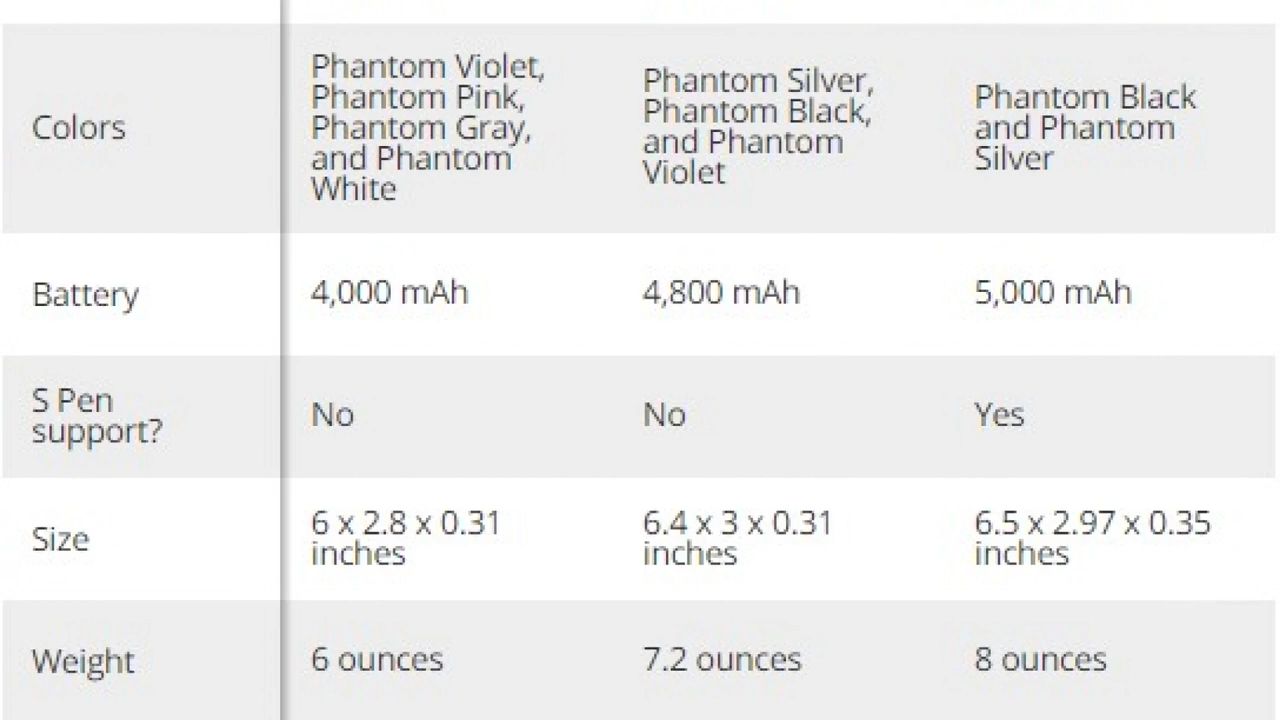 Colors
Phantom Violet,
Phantom Pink,
Phantom Gray,
and Phantom
White
Phantom Silver,
Phantom Black,
and Phantom
Violet
Phantom Black
and Phantom
Silver
Battery
4,000 mAh
4,800 mAh
5,000 mAh
S Pen
support?
No
No
Yes
Size
6 x 2.8 x 0.31
inches
6.4 x 3 x 0.31
inches
6.5 x 2.97 x 0.35
inches
Weight
6 ounces
7.2 ounces
8 ounces